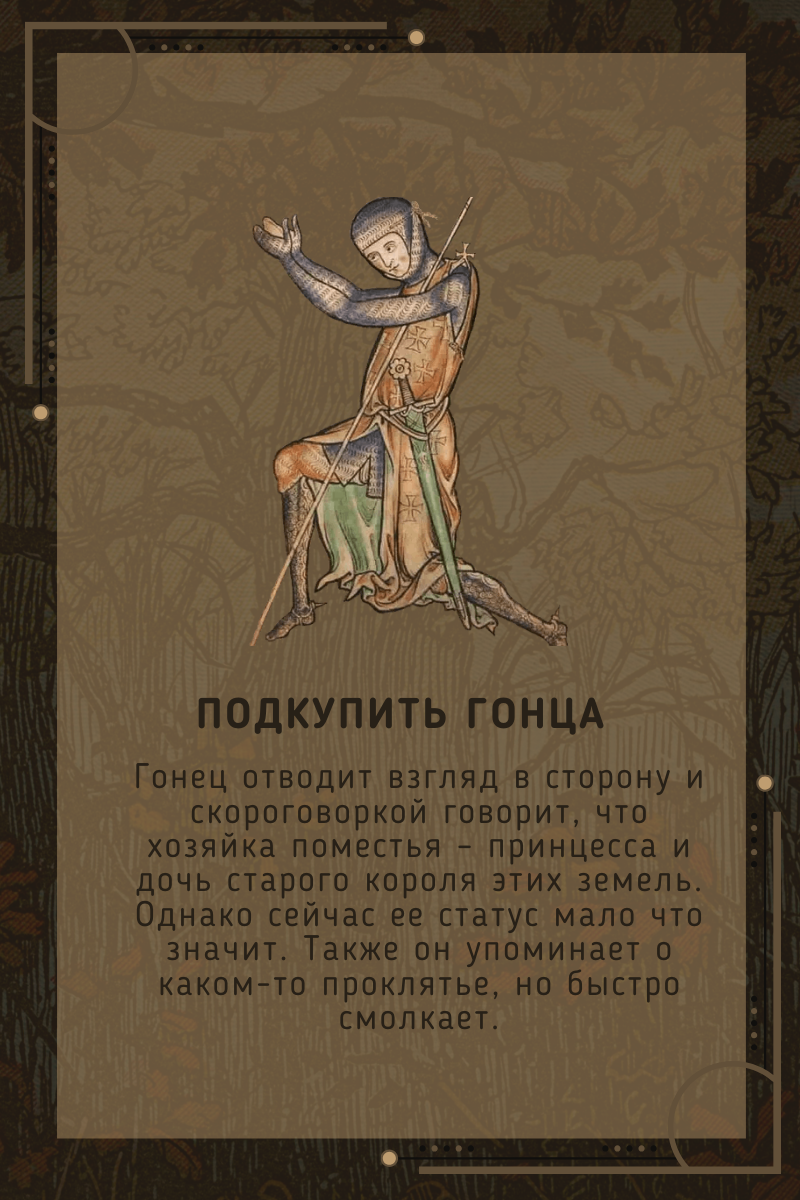 ПОДКУПИТЬ ГОНЦА
Гонец отводит взгляд в сторону и
скороговоркой говорит, что
хозяйка поместья – принцесса и
дочь старого короля этих земель.
Однако сейчас ее статус мало что
значит. Также он упоминает о
каком-то проклятье, но быстро
смолкает.